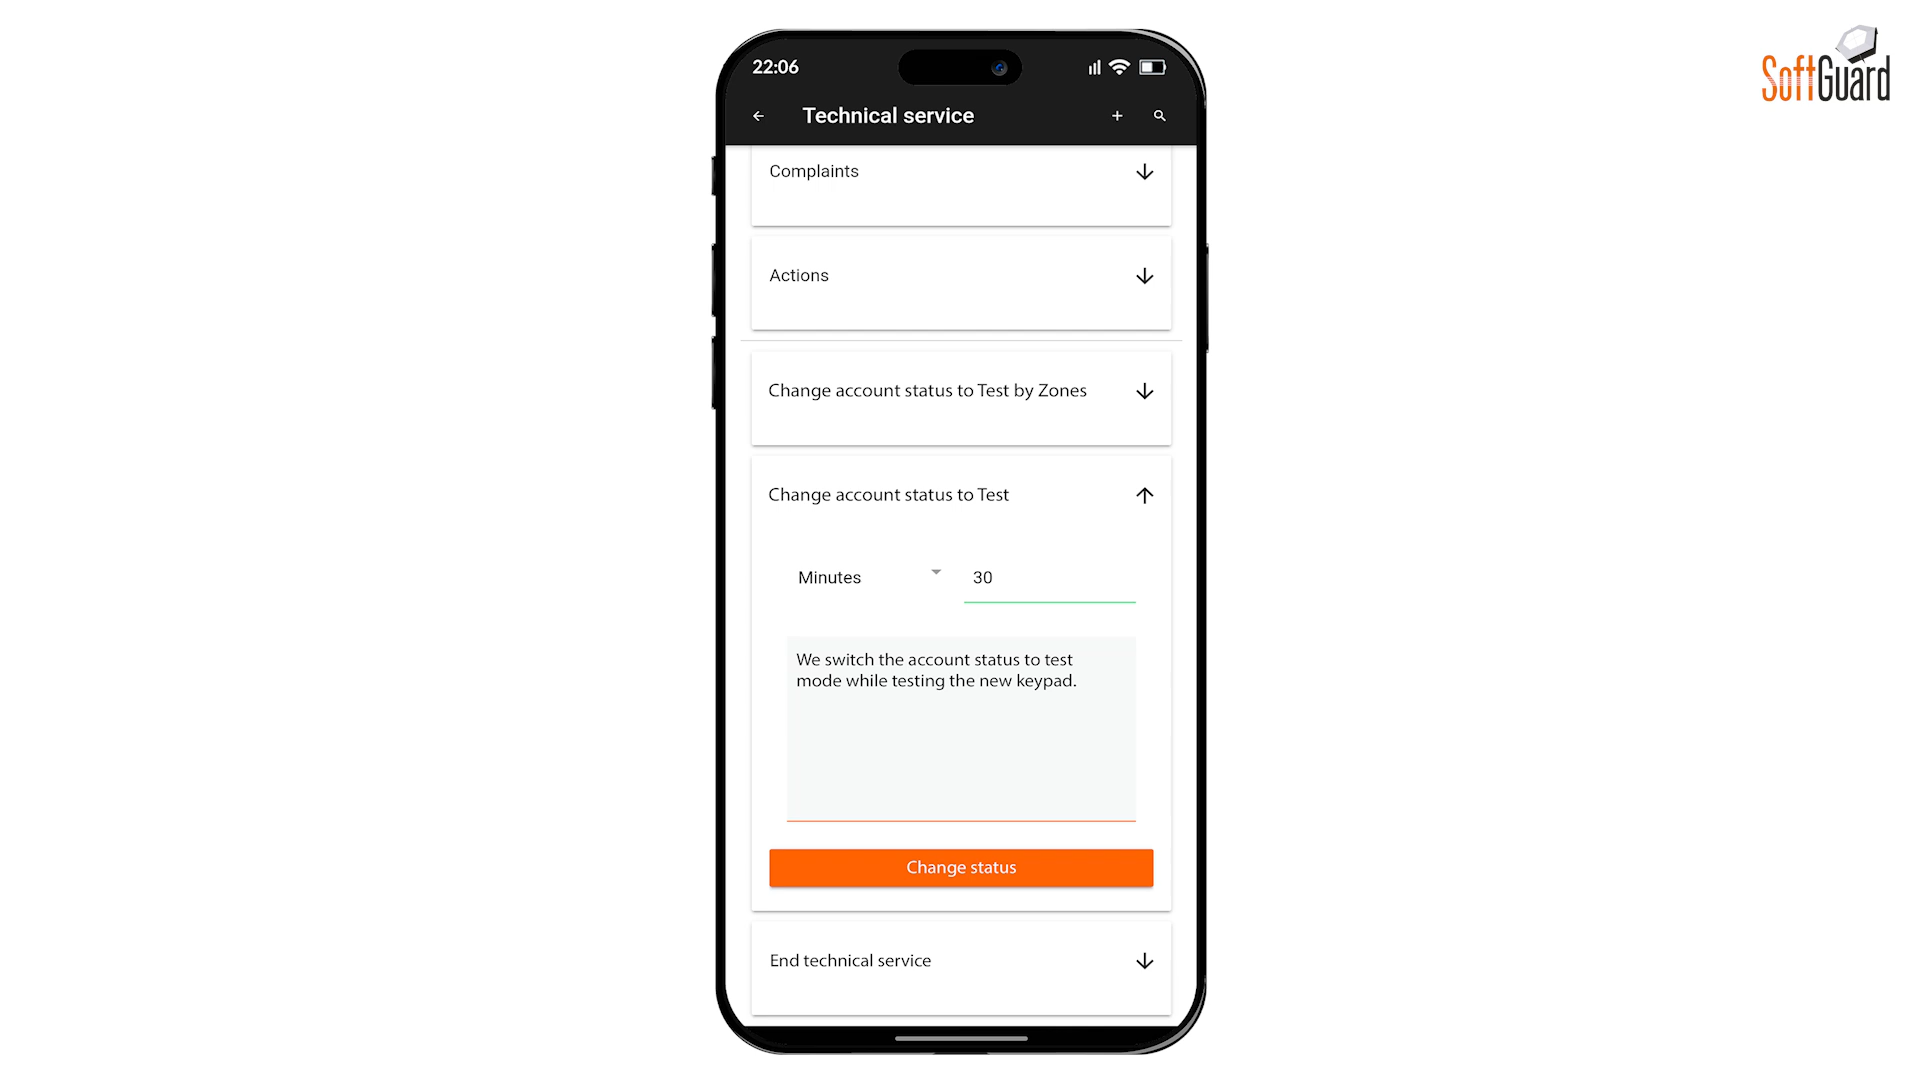 22:06
SoftGuard
Technical service
Complaints
Actions
Change account status to Test by Zones
Change account status to Test
Minutes
30
We switch the account status to test
mode while testing the new keypad.
Change status
End technical service